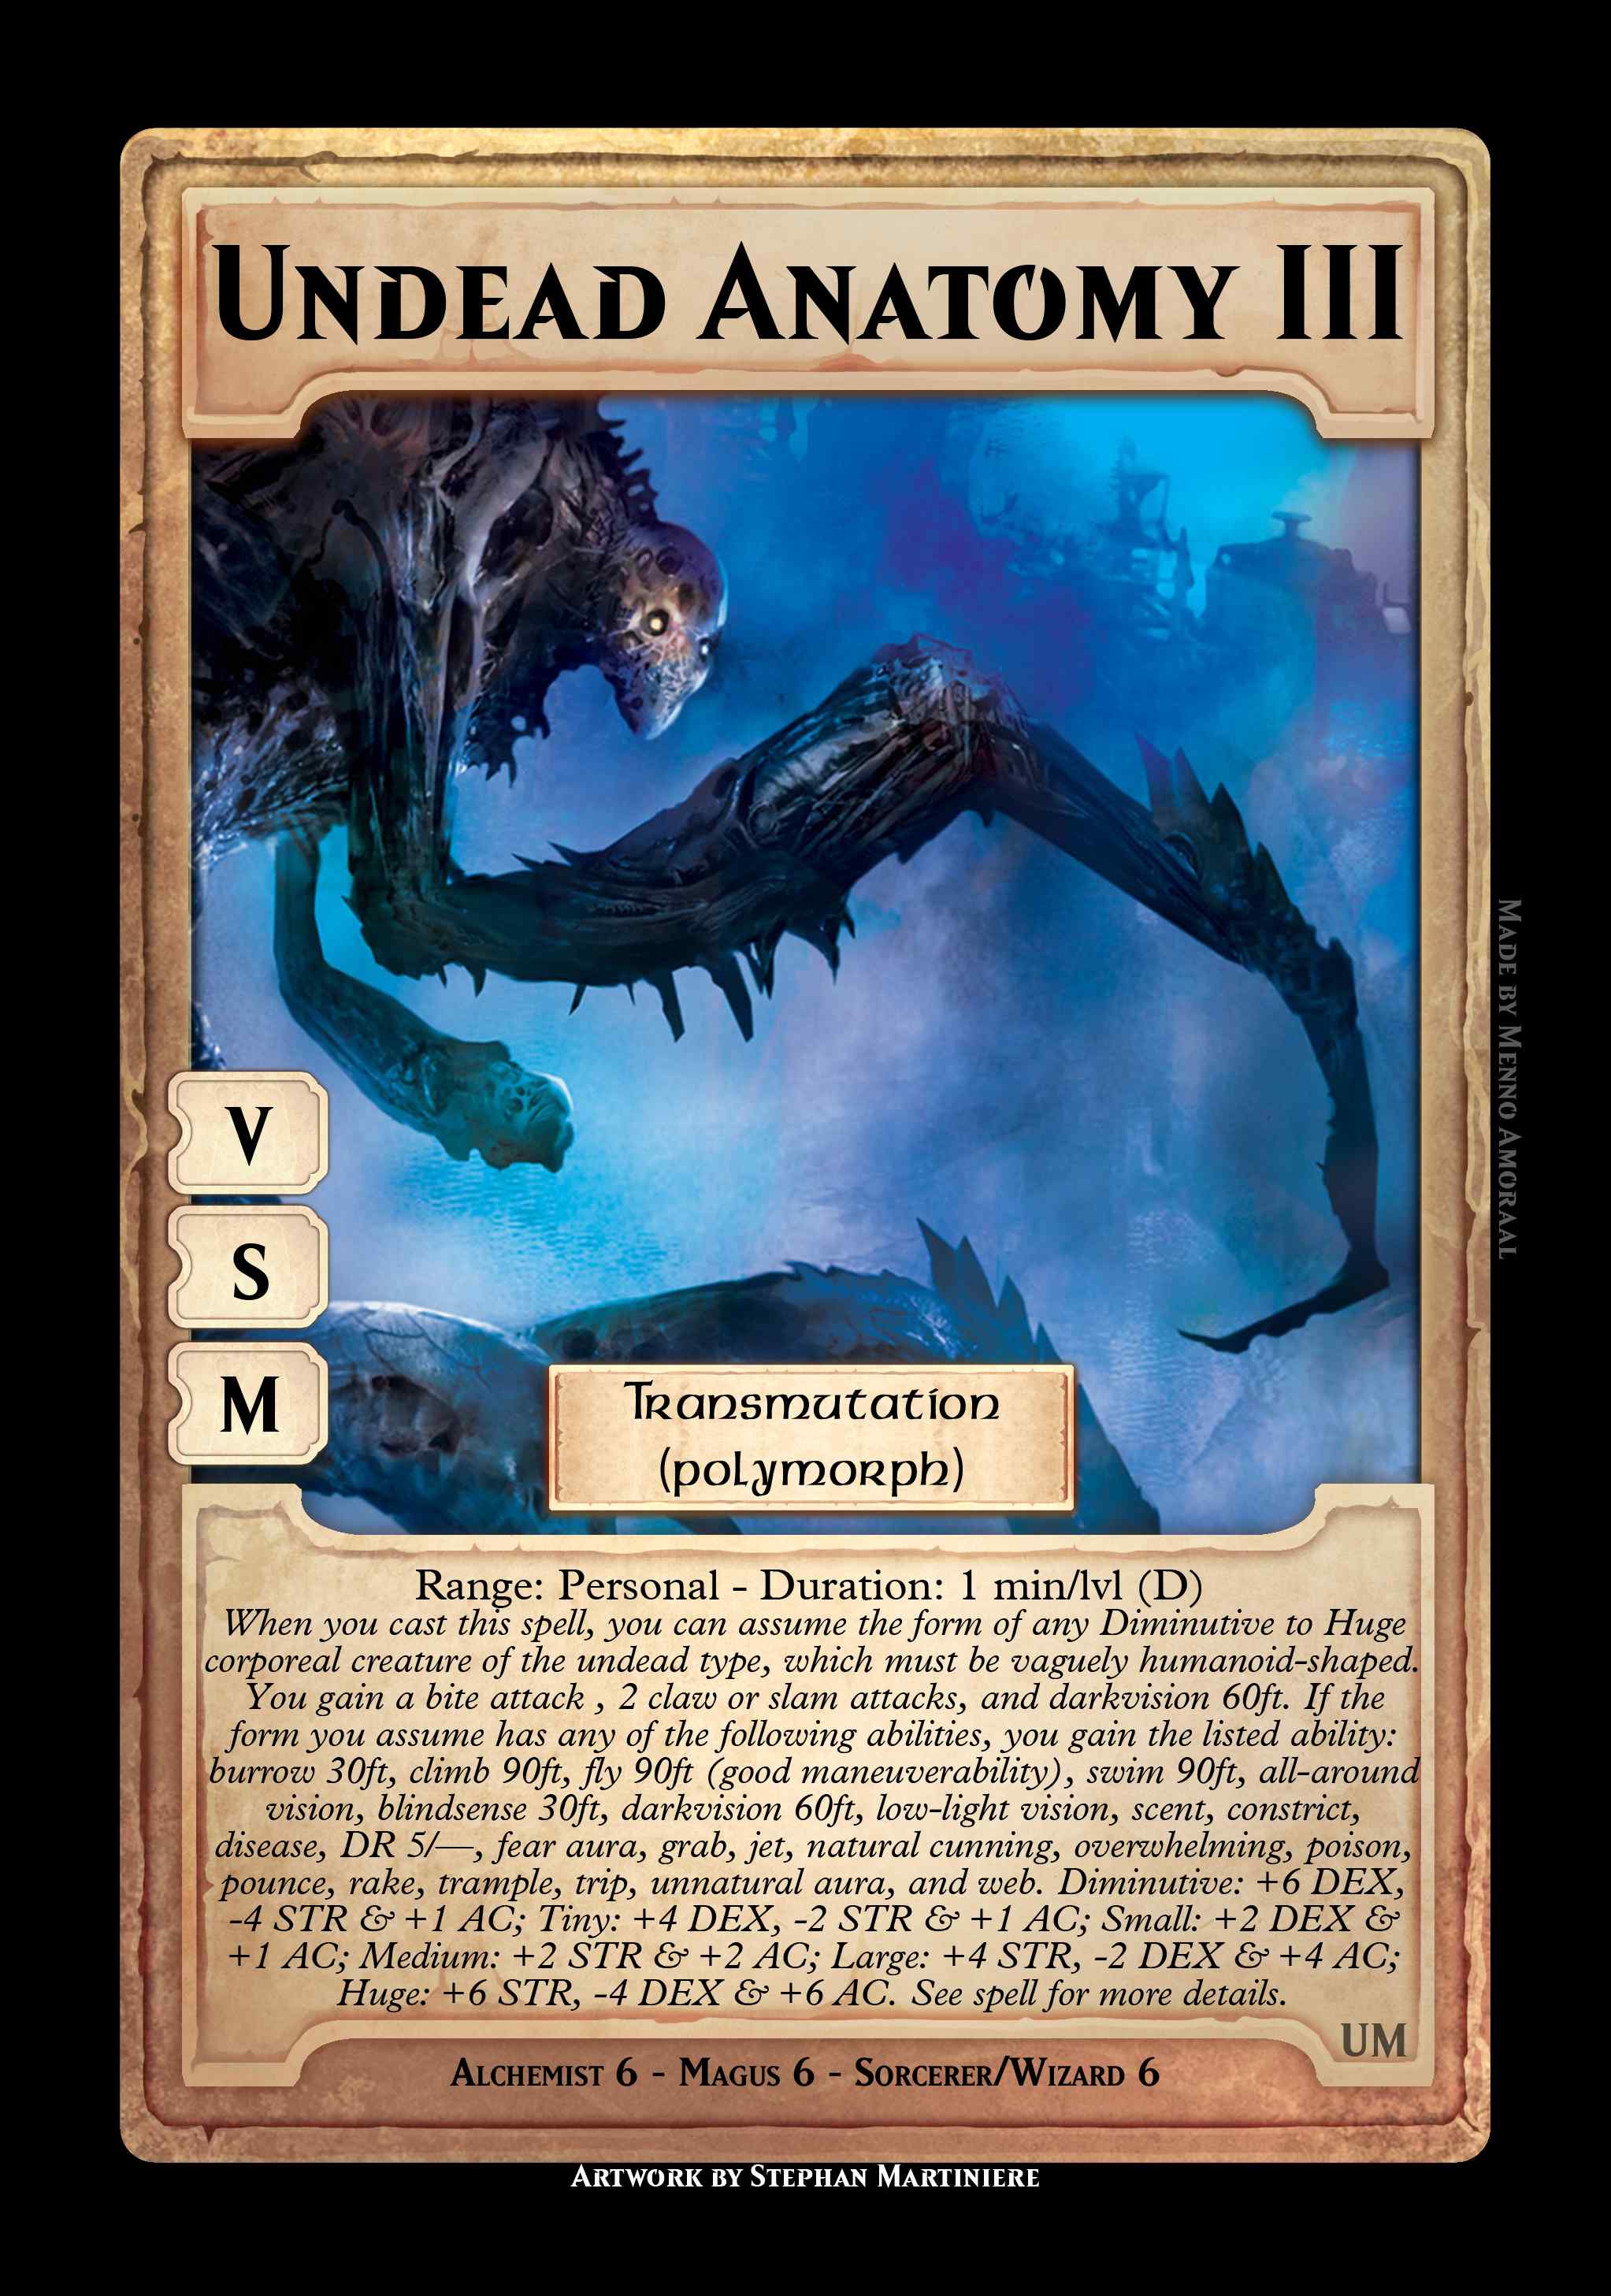 Undead Anatomy III
V
S
M
Transmutation
(polymorph)
Range: Personal - Duration: 1 min/lvl (D)
When you cast this spell, you can assume the form of any Diminutive to Huge
corporeal creature of the undead type, which must be vaguely humanoid-shaped.
You gain a bite attack , 2 claw or slam attacks, and darkvision 60ft. If the
form you assume has any of the following abilities, you gain the listed ability:
burrow 30ft, climb 90ft, fly 90ft (good maneuverability), swim 90ft, all-around
vision, blindsense 30ft, darkvision 60ft, low-light vision, scent, constrict,
disease, DR 5/—, fear aura, grab, jet, natural cunning, overwhelming, poison,
pounce, rake, trample, trip, unnatural aura, and web. Diminutive: +6 DEX,
-4 STR & +1 AC; Tiny: +4 DEX, -2 STR & +1 AC; Small: +2 DEX &
+1 AC; Medium: +2 STR & +2 AC; Large: +4 STR, -2 DEX & +4 AC;
Huge: +6 STR, -4 DEX & +6 AC. See spell for more details.
UM
Alchemist 6 - Magus 6 - Sorcerer/Wizard 6
Artwork by Stephan Martiniere
Made by Menno Amoraal